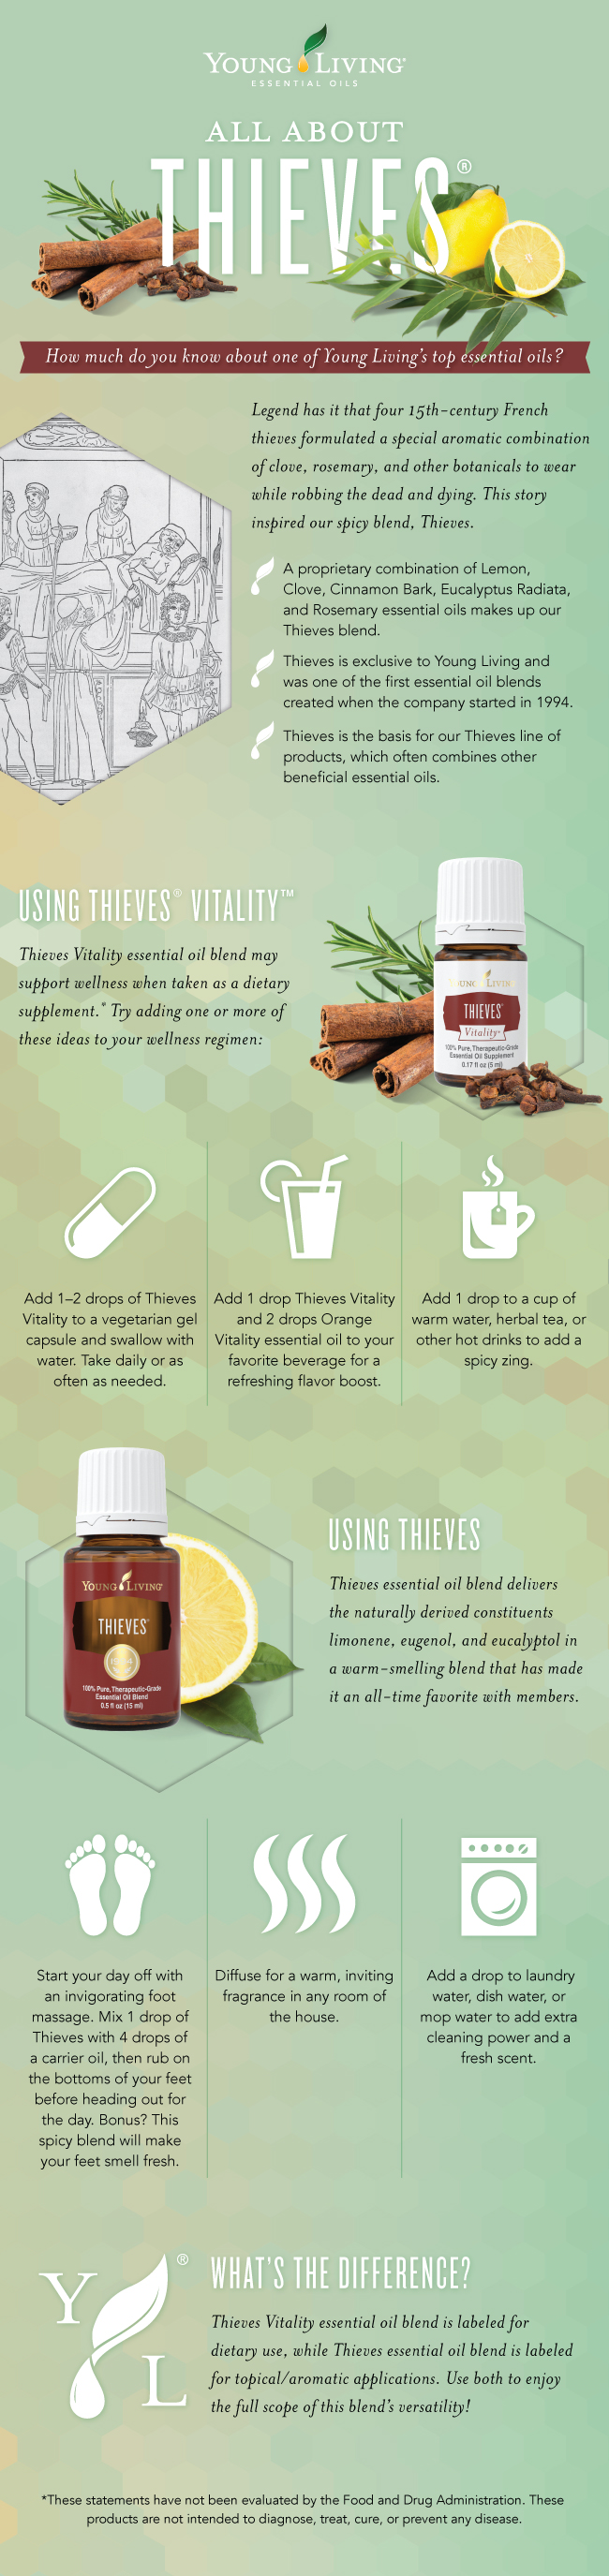 YOUNG LIVING®
ESSENTIAL OILS
ALL ABOUT
THIEVES®
How much do you know about one of Young Living's top essential oils?
Legend has it that four 15th-century French
thieves formulated a special aromatic combination
of clove, rosemary, and other botanicals to wear
while robbing the dead and dying. This story
inspired our spicy blend, Thieves.
A proprietary combination of Lemon,
Clove, Cinnamon Bark, Eucalyptus Radiata,
and Rosemary essential oils makes up our
Thieves blend.
Thieves is exclusive to Young Living and
was one of the first essential oil blends
created when the company started in 1994.
Thieves is the basis for our Thieves line of
products, which often combines other
beneficial essential oils.
USING THIEVES® VITALITY™
Thieves Vitality essential oil blend may
support wellness when taken as a dietary
supplement.* Try adding one or more of
these ideas to your wellness regimen:
YOUNG LIVING
THIEVES®
Vitality™
100% Pure, Therapeutic-Grade
Essential Oil Supplement
0.17 fl oz (5 ml)
Add 1–2 drops of Thieves
Vitality to a vegetarian gel
capsule and swallow with
water. Take daily or as
often as needed.
Add 1 drop Thieves Vitality
and 2 drops Orange
Vitality essential oil to your
favorite beverage for a
refreshing flavor boost.
Add 1 drop to a cup of
warm water, herbal tea, or
other hot drinks to add a
spicy zing.
YOUNG LIVING®
THIEVES®
100% Pure, Therapeutic-Grade
Essential Oil Blend
0.5 fl oz (15 ml)
USING THIEVES
Thieves essential oil blend delivers
the naturally derived constituents
limonene, eugenol, and eucalyptol in
a warm-smelling blend that has made
it an all-time favorite with members.
Start your day off with
an invigorating foot
massage. Mix 1 drop of
Thieves with 4 drops of
a carrier oil, then rub on
the bottoms of your feet
before heading out for
the day. Bonus? This
spicy blend will make
your feet smell fresh.
Diffuse for a warm, inviting
fragrance in any room of
the house.
Add a drop to laundry
water, dish water, or
mop water to add extra
cleaning power and a
fresh scent.
Y L ®
WHAT'S THE DIFFERENCE?
Thieves Vitality essential oil blend is labeled for
dietary use, while Thieves essential oil blend is labeled
for topical/aromatic applications. Use both to enjoy
the full scope of this blend's versatility!
*These statements have not been evaluated by the Food and Drug Administration. These
products are not intended to diagnose, treat, cure, or prevent any disease.